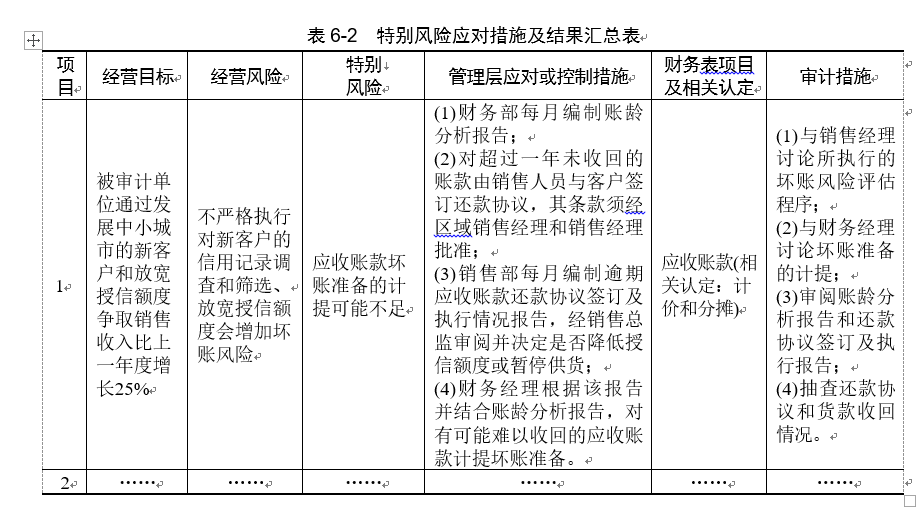 表 6-2 特别风险应对措施及结果汇总表
项
目
经营目标
经营风险
特别
风险
管理层应对或控制措施
财务表项目
及相关认定
审计措施
1
被审计单
位通过发
展中小城
市的新客
户和放宽
授信额度
争取销售
收入比上
一年度增
长25%
不严格执行
对新客户的
信用记录调
查和筛选、
放宽授信额
度会增加坏
账风险
应收账款坏
账准备的计
提可能不足
(1)财务部每月编制账龄
分析报告；
(2)对超过一年未收回的
账款由销售人员与客户签
订还款协议，其条款须经
区域销售经理和销售经理
批准；
(3)销售部每月编制逾期
应收账款还款协议签订及
执行情况报告，经销售总
监审阅并决定是否降低授
信额度或暂停供货；
(4)财务经理根据该报告
并结合账龄分析报告，对
有可能难以收回的应收账
款计提坏账准备。
应收账款(相
关认定：计
价和分摊)
(1)与销售经理
讨论所执行的
坏账风险评估
程序；
(2)与财务经理
讨论坏账准备
的计提；
(3)审阅账龄分
析报告和还款
协议签订及执
行报告；
(4)抽查还款协
议和货款收回
情况。
2
……
……
……
……
……
……